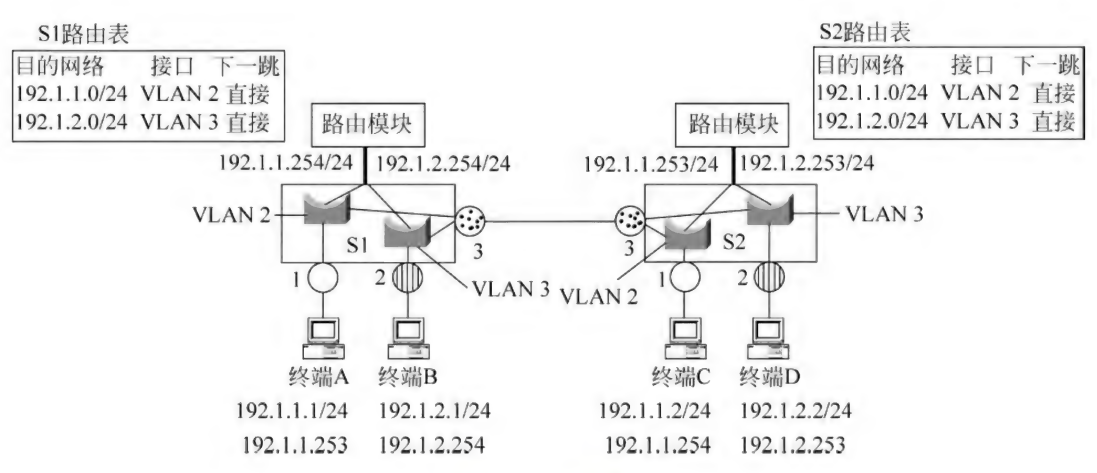 S1路由表
目的网络 接口 下一跳
192.1.1.0/24 VLAN 2 直接
192.1.2.0/24 VLAN 3 直接
S2路由表
目的网络 接口 下一跳
192.1.1.0/24 VLAN 2 直接
192.1.2.0/24 VLAN 3 直接
路由模块
路由模块
192.1.1.254/24
192.1.2.254/24
192.1.1.253/24
192.1.2.253/24
VLAN 2
S1
3
3
S2
VLAN 3
1
2
VLAN 3
VLAN 2
1
2
终端A
终端B
终端C
终端D
192.1.1.1/24
192.1.2.1/24
192.1.1.2/24
192.1.2.2/24
192.1.1.253
192.1.2.254
192.1.1.254
192.1.2.253